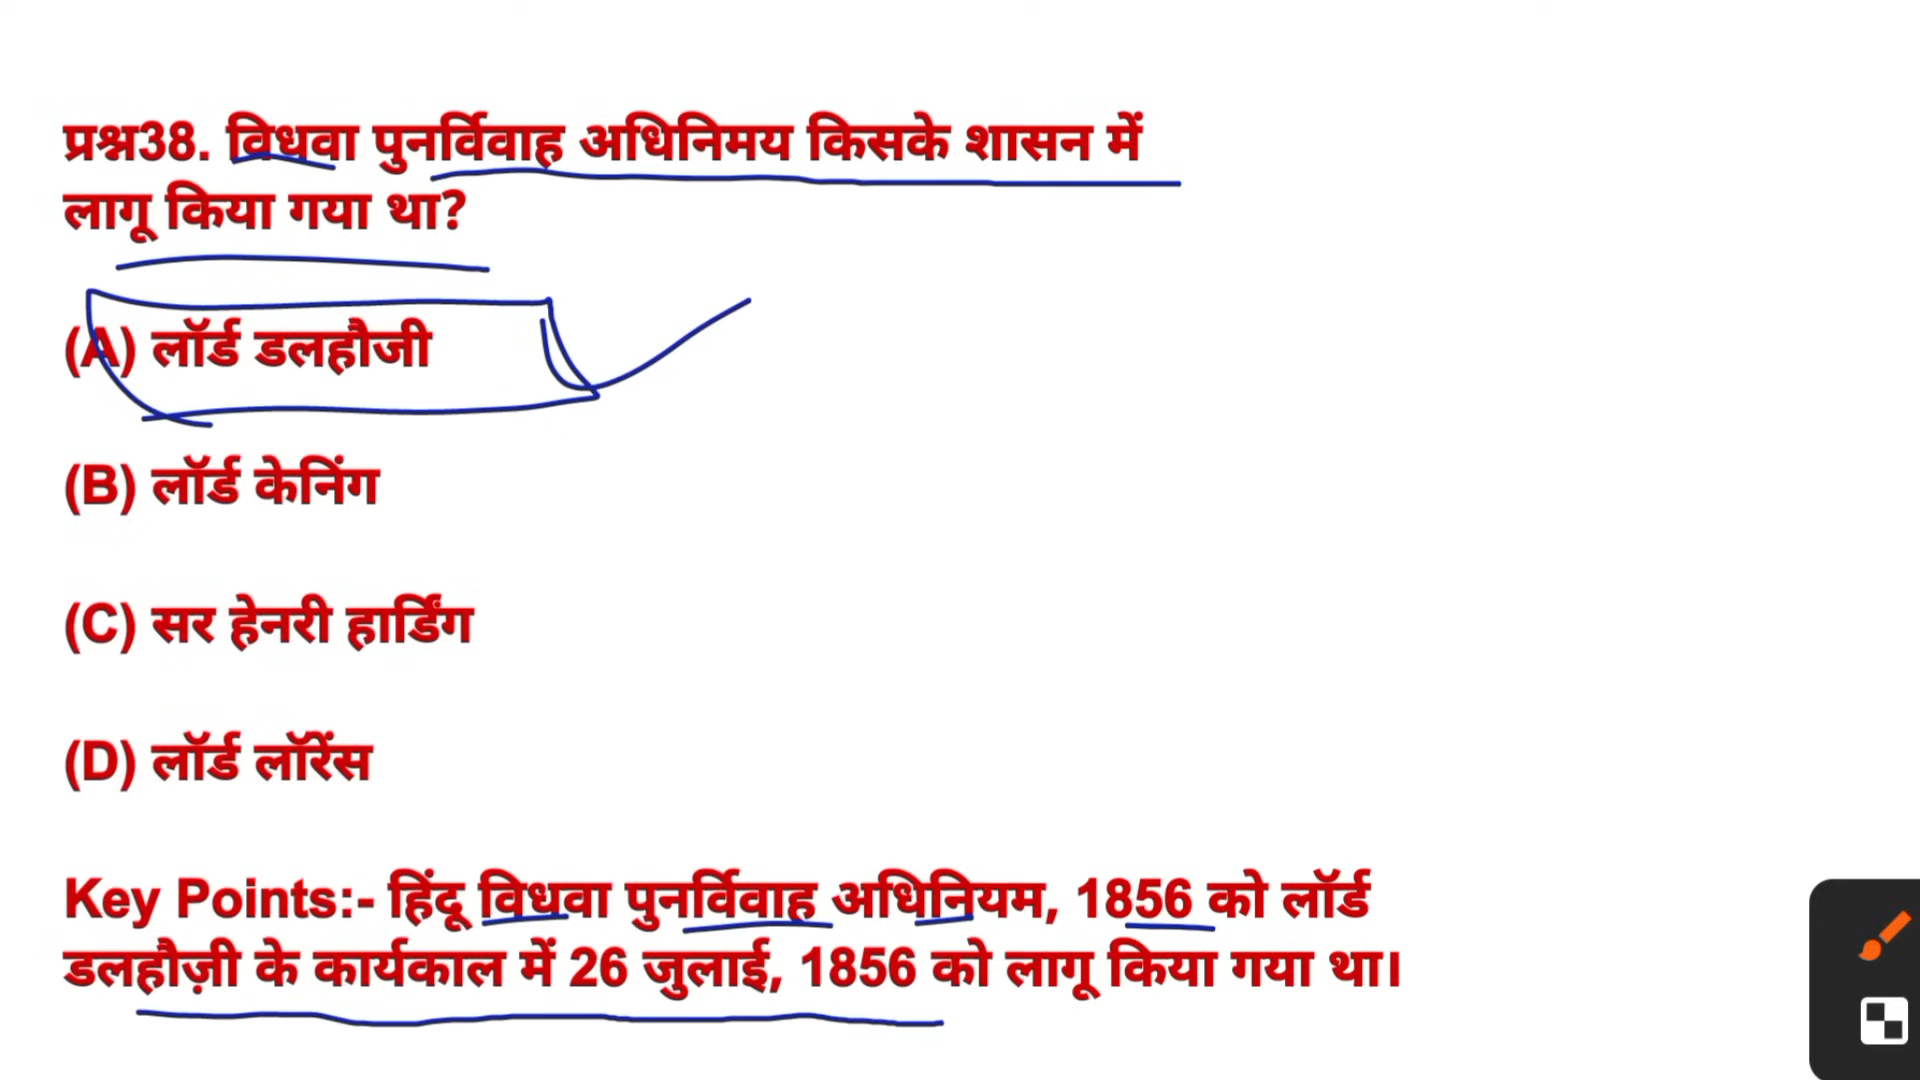 प्रश्न38. विधवा पुनर्विवाह अधिनिमय किसके शासन में
लागू किया गया था?
(A) लॉर्ड डलहौजी
(B) लॉर्ड केनिंग
(C) सर हेनरी हार्डिंग
(D) लॉर्ड लॉरेंस
Key Points:- हिंदू विधवा पुनर्विवाह अधिनियम, 1856 को लॉर्ड
डलहौज़ी के कार्यकाल में 26 जुलाई, 1856 को लागू किया गया था।